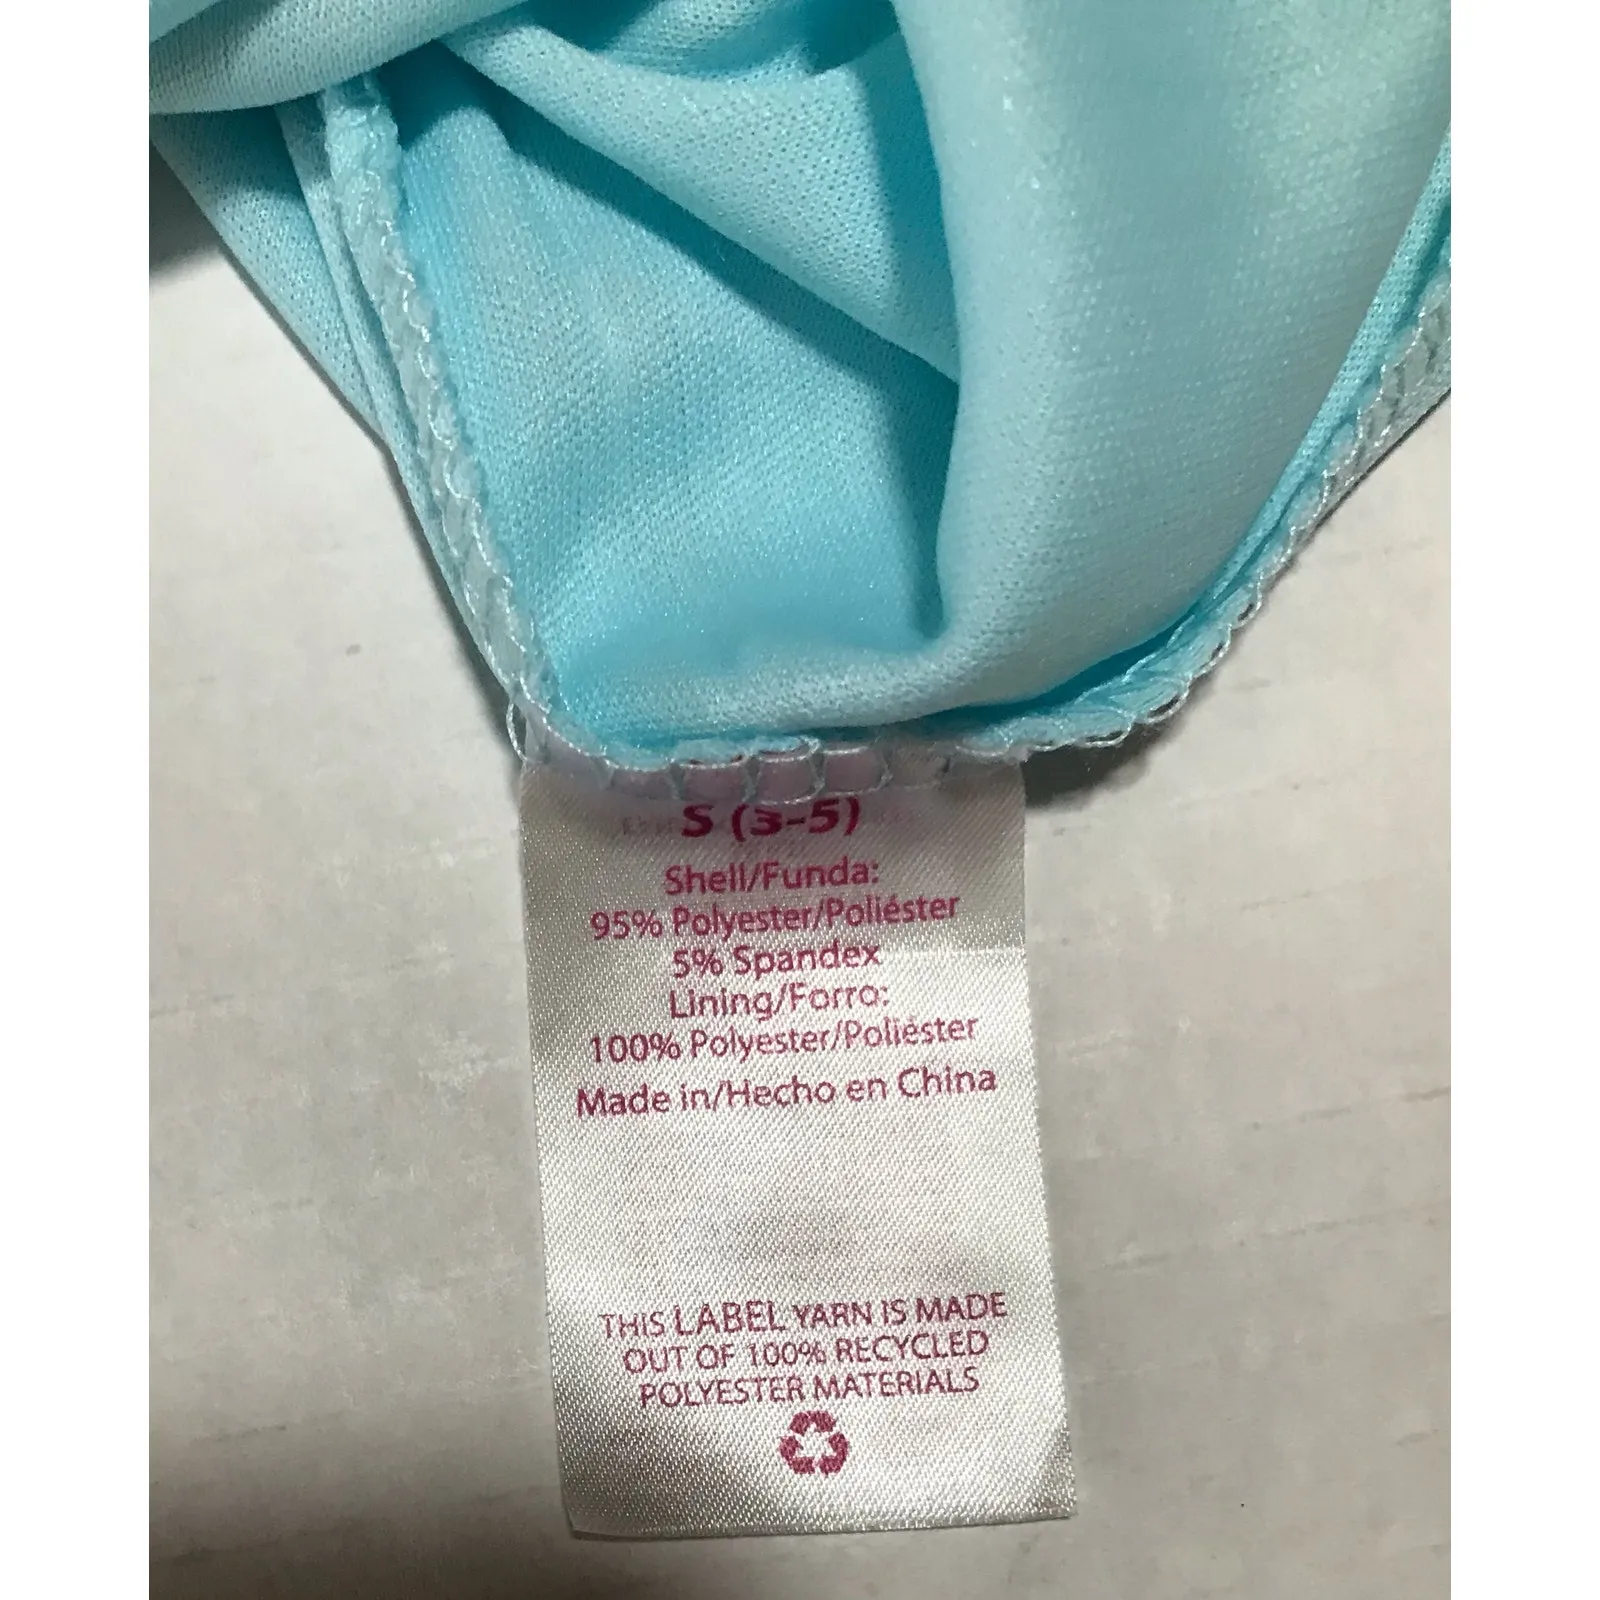 S (3-5)
Shell/Funda:
95% Polyester/Poliéster
5% Spandex
Lining/Forro:
100% Polyester/Poliéster
Made in/Hecho en China
THIS LABEL YARN IS MADE
OUT OF 100% RECYCLED
POLYESTER MATERIALS